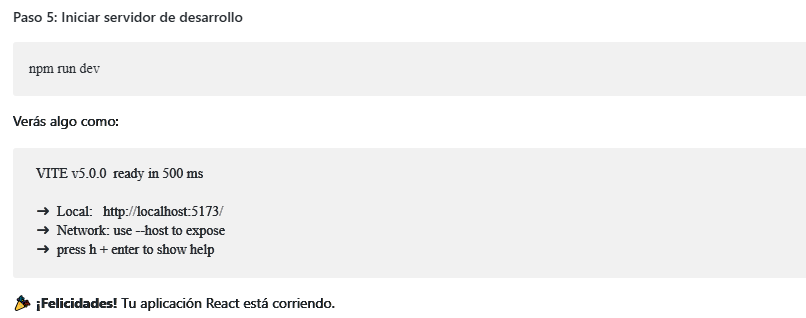 Paso 5: Iniciar servidor de desarrollo
npm run dev
Verás algo como:
VITE v5.0.0  ready in 500 ms
➜  Local:   http://localhost:5173/
➜  Network: use --host to expose
➜  press h + enter to show help
🎉 ¡Felicidades! Tu aplicación React está corriendo.